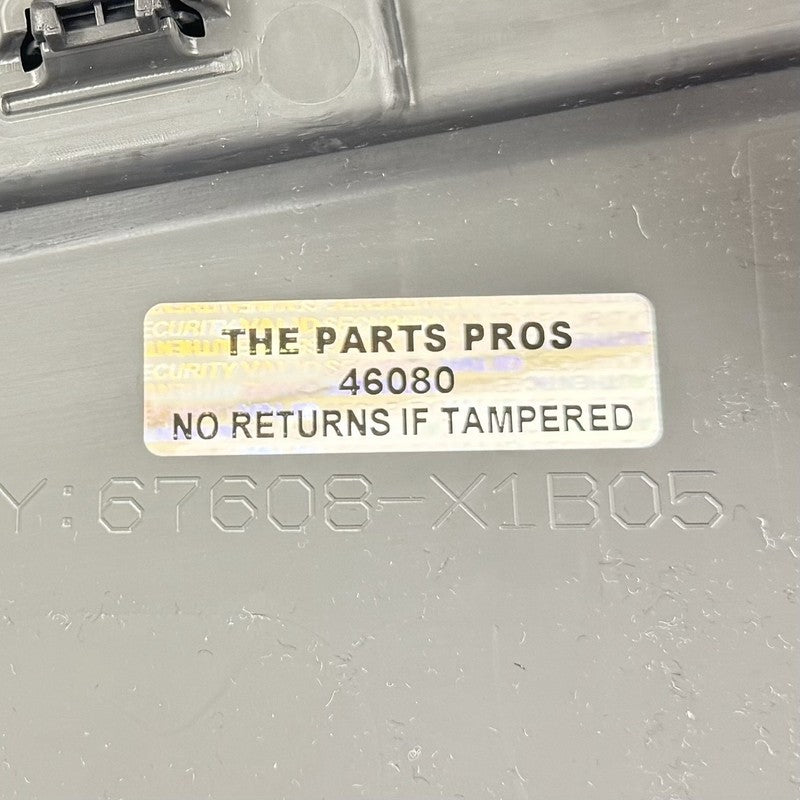 THE PARTS PROS
46080
NO RETURNS IF TAMPERED
Y:67608-X1B05